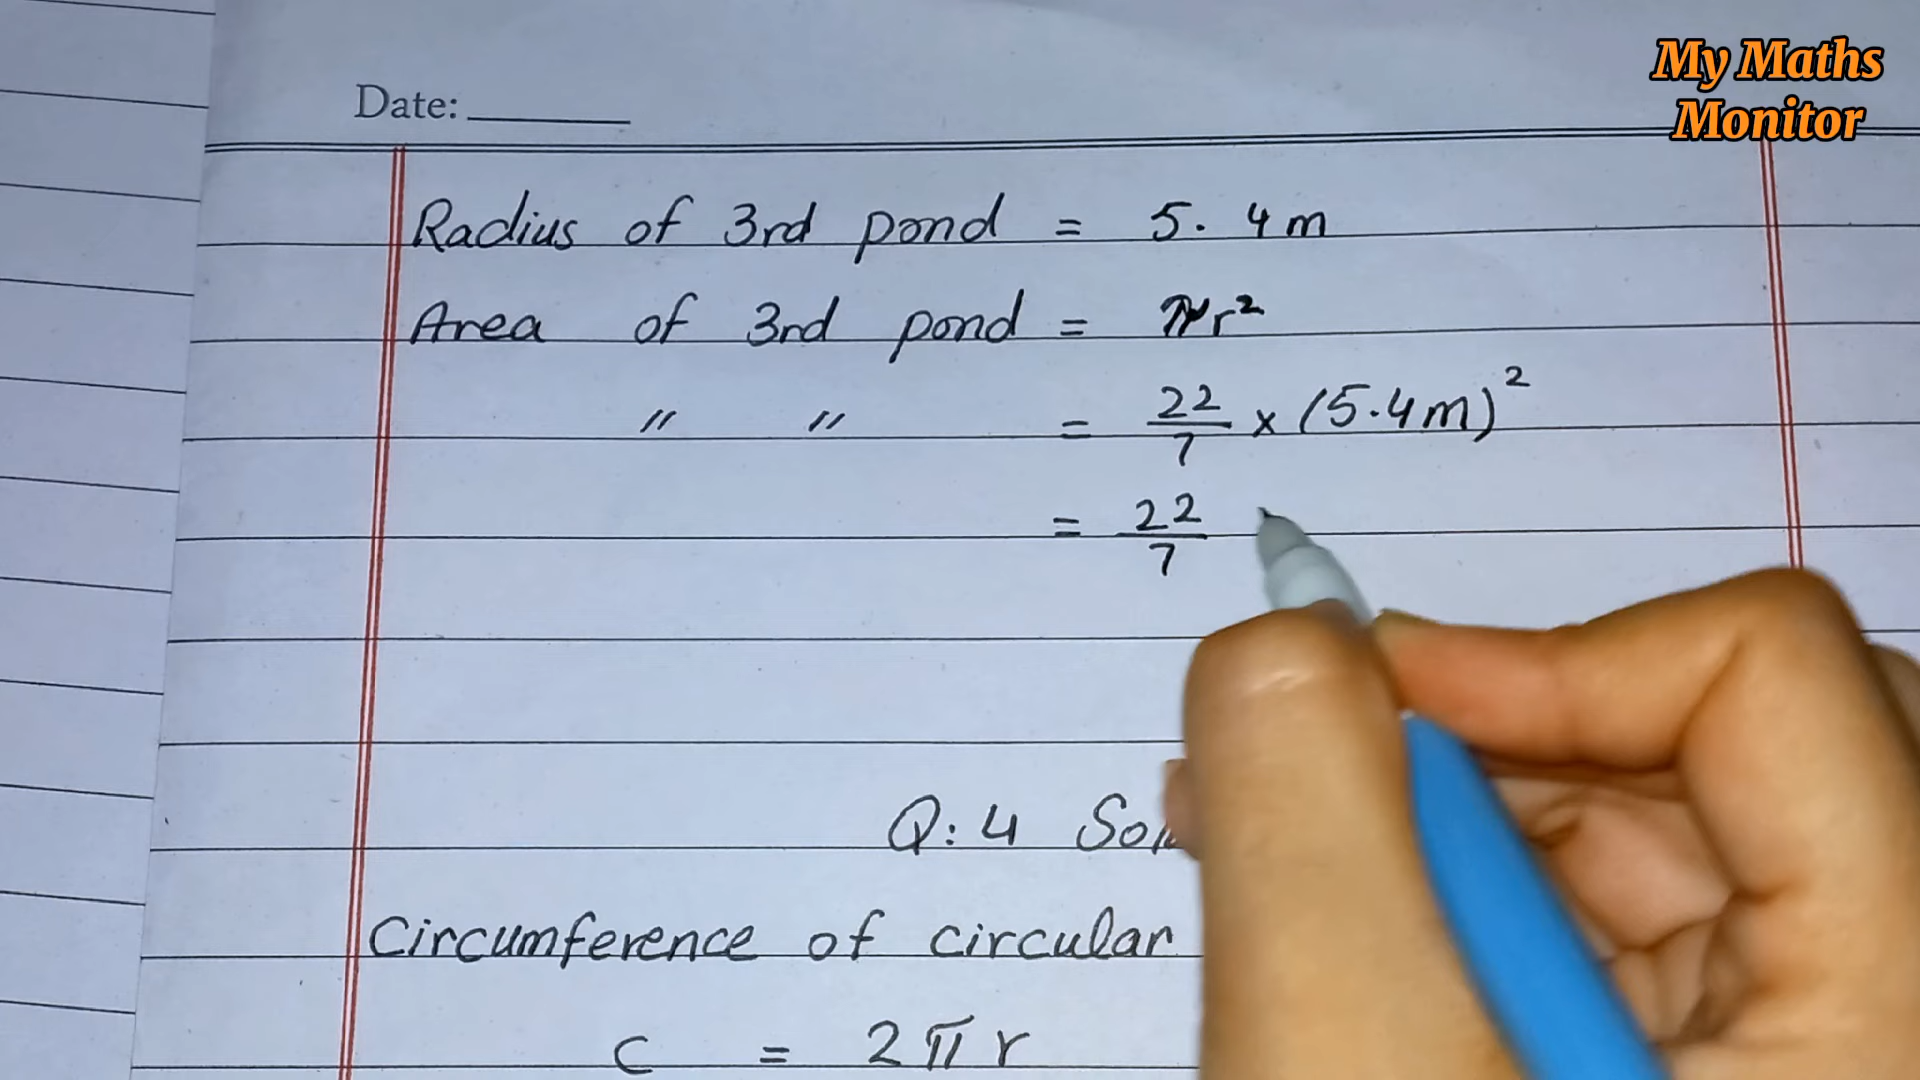 My Maths
Monitor
Date:
Radius of 3rd pond = 5.4m
Area of 3rd pond = πr²
" " = 22/7 × (5.4m)²
= 22/7
Q:4
Circumference of circular
C = 2πr